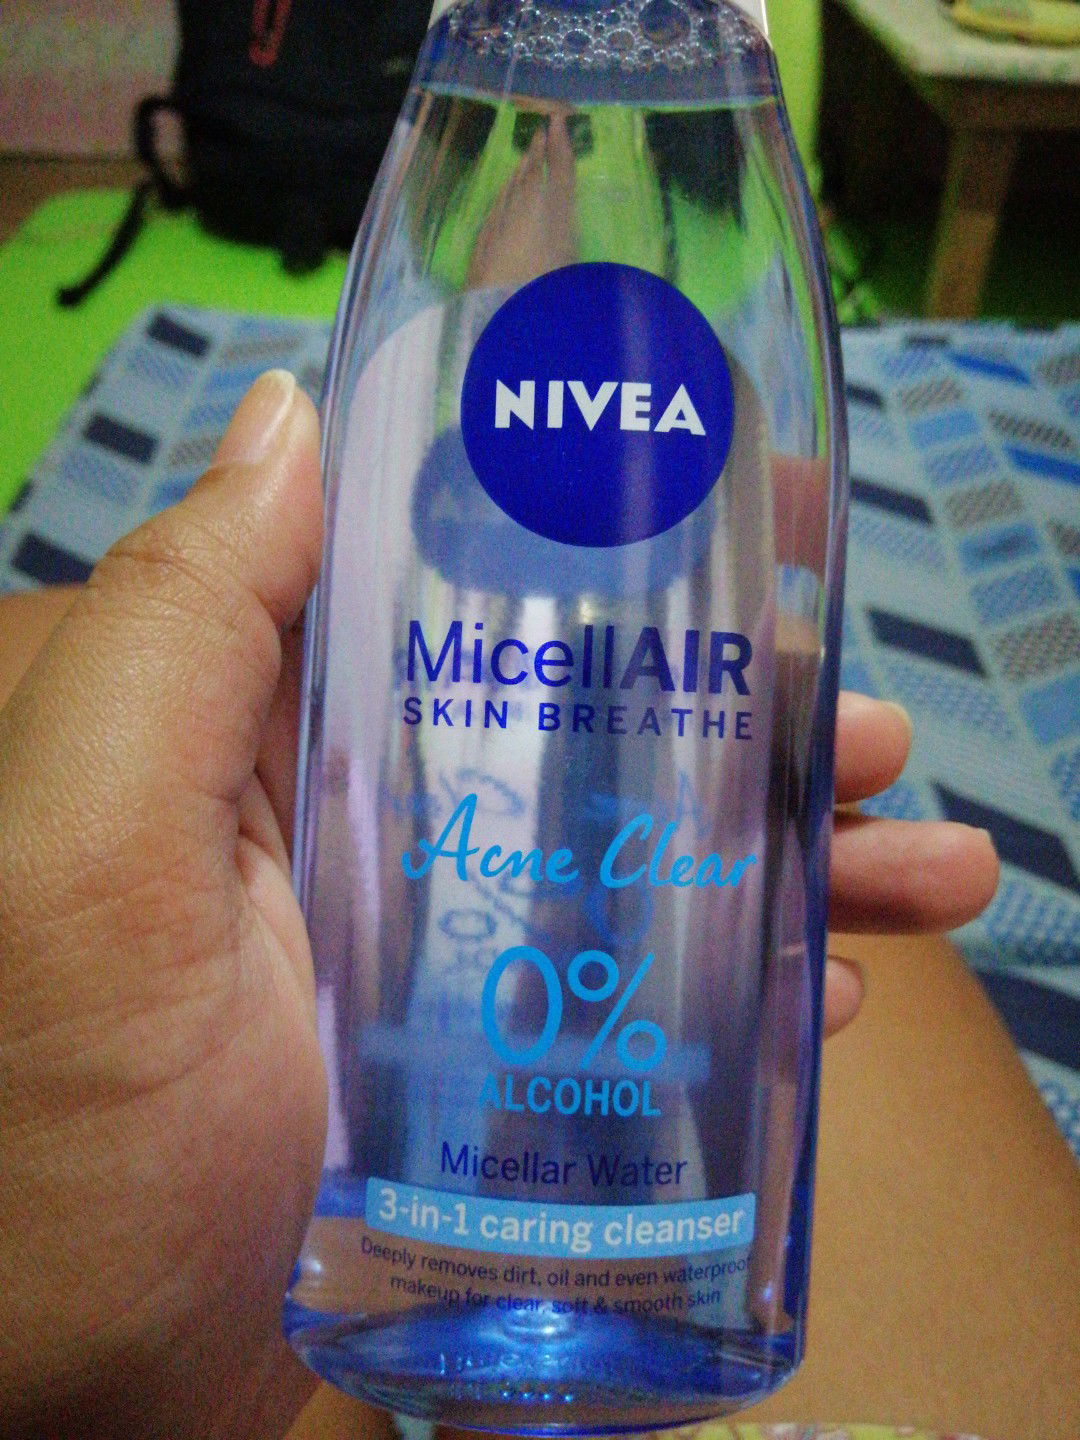 NIVEA
MicellAIR
SKIN BREATHE
Acne Clear
0%
ALCOHOL
Micellar Water
3-in-1 caring cleanser
Deeply removes dirt, oil and even waterproof
makeup for clear, soft & smooth skin